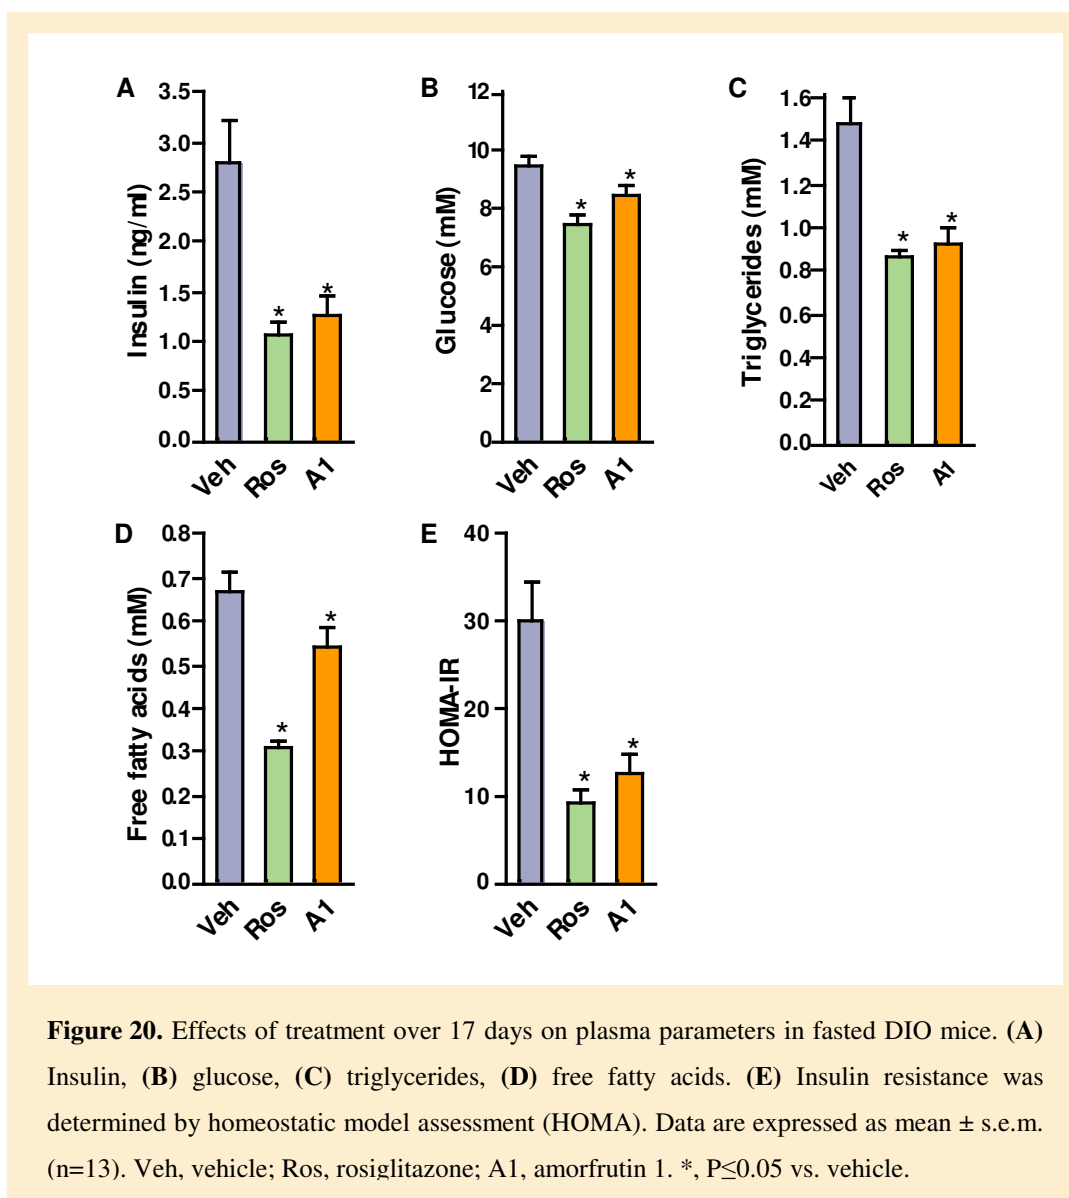 A
3.5
3.0
2.5
2.0
1.5
1.0
0.5
0.0
Insulin (ng/ml)
*
*
Veh
Ros
A1
B
12
10
8
6
4
2
0
Glucose (mM)
*
*
Veh
Ros
A1
C
1.6
1.4
1.2
1.0
0.8
0.6
0.4
0.2
0.0
Triglycerides (mM)
*
*
Veh
Ros
A1
D
0.8
0.7
0.6
0.5
0.4
0.3
0.2
0.1
0.0
Free fatty acids (mM)
*
*
Veh
Ros
A1
E
40
30
20
10
0
HOMA-IR
*
*
Veh
Ros
A1
Figure 20. Effects of treatment over 17 days on plasma parameters in fasted DIO mice. (A)
Insulin, (B) glucose, (C) triglycerides, (D) free fatty acids. (E) Insulin resistance was
determined by homeostatic model assessment (HOMA). Data are expressed as mean ± s.e.m.
(n=13). Veh, vehicle; Ros, rosiglitazone; A1, amorfrutin 1. *, P≤0.05 vs. vehicle.